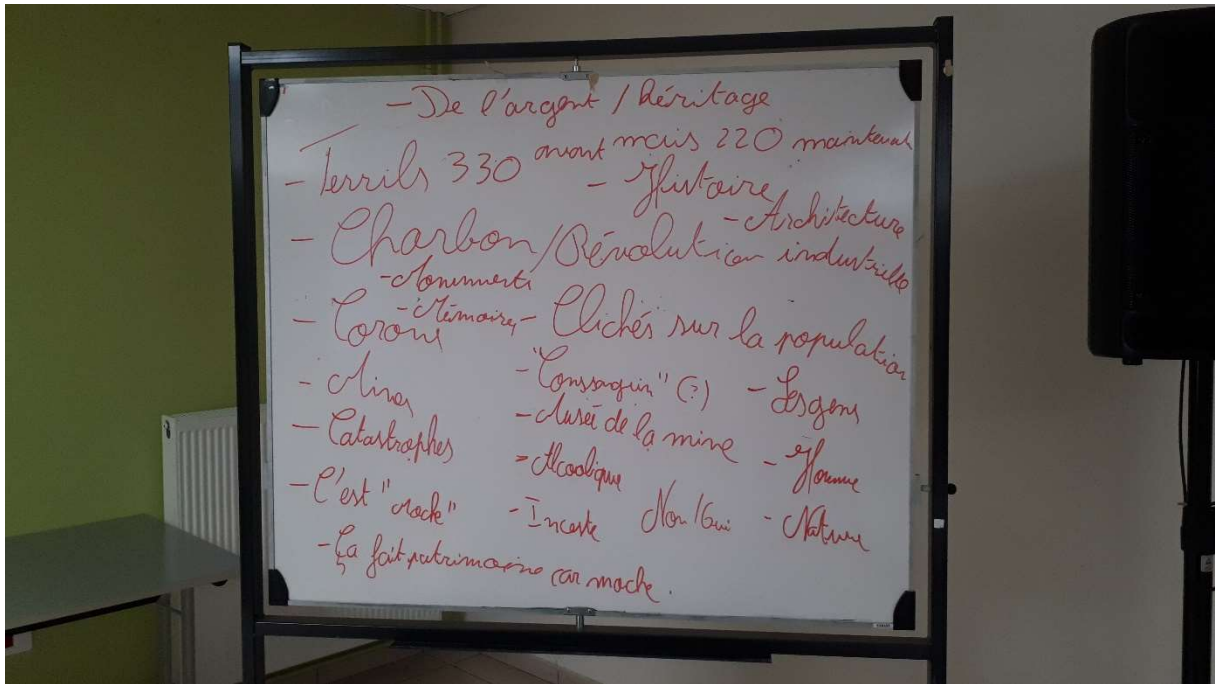 - De l'argent / Héritage
- Terrils 330 avant mais 220 maintenant
- Histoire
- Architecture
- Charbon / Révolution industrielle
- Monuments
- Mémoires
- Corons
- Clichés sur la population
- Mines
- "Consanguin" (?)
- Les gens
- Catastrophes
- Musée de la mine
- Homme
- Alcoolique
- C'est "moche"
- Inceste Non/Oui
- Nature
- Ça fait patrimoine car moche.